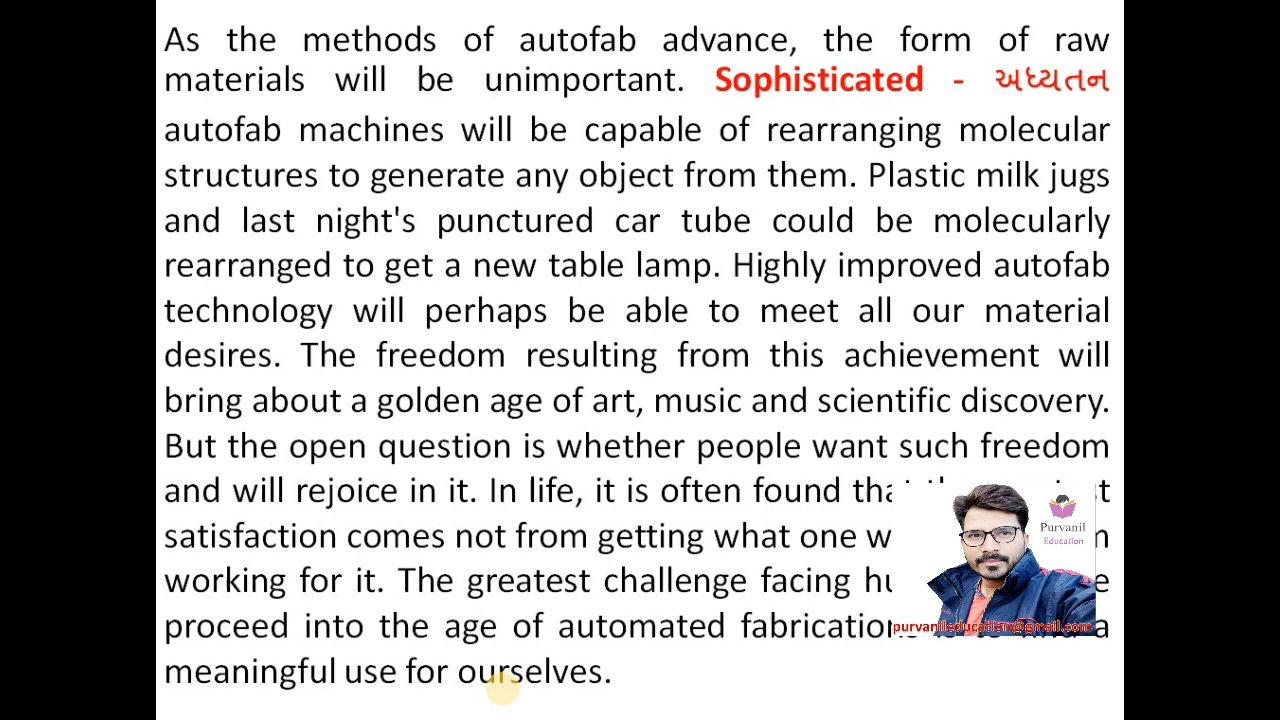 As the methods of autofab advance, the form of raw
materials will be unimportant. Sophisticated - અધ્યતન
autofab machines will be capable of rearranging molecular
structures to generate any object from them. Plastic milk jugs
and last night's punctured car tube could be molecularly
rearranged to get a new table lamp. Highly improved autofab
technology will perhaps be able to meet all our material
desires. The freedom resulting from this achievement will
bring about a golden age of art, music and scientific discovery.
But the open question is whether people want such freedom
and will rejoice in it. In life, it is often found
satisfaction comes not from getting what one
working for it. The greatest challenge facing
proceed into the age of automated fabrication
meaningful use for ourselves.
Purvanil
Education
purvanileducation@gmail.com